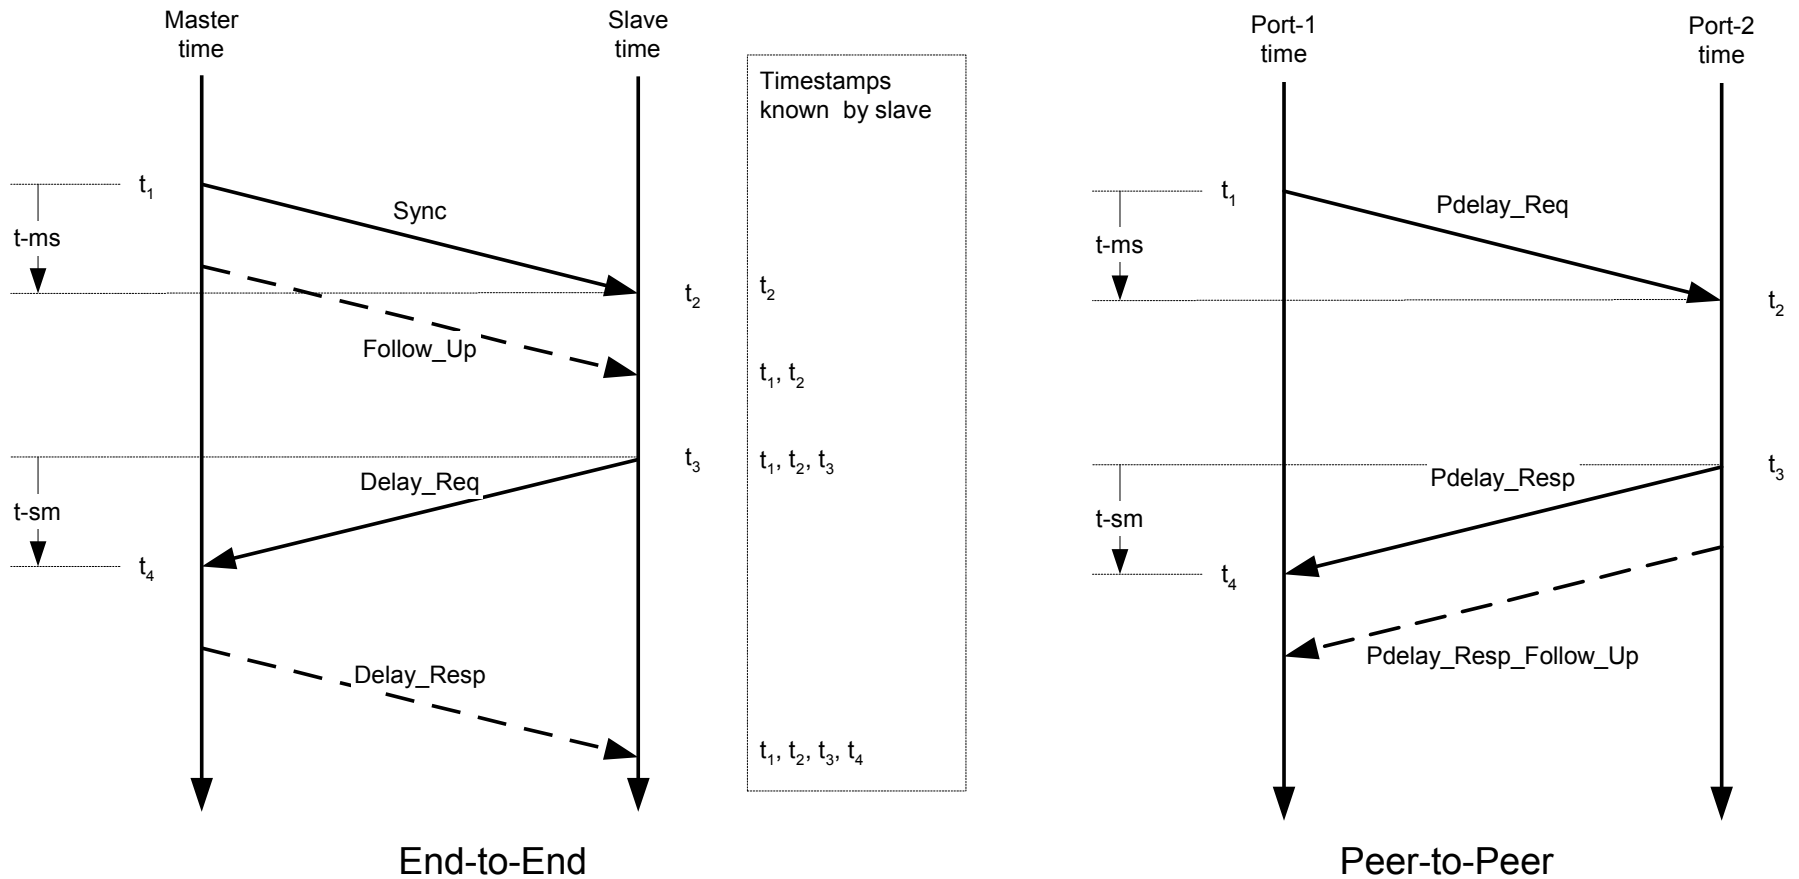 Master
time
Slave
time
Timestamps
known by slave
t1
Sync
t-ms
t2
t2
Follow_Up
t1, t2
t3
t1, t2, t3
Delay_Req
t-sm
t4
Delay_Resp
t1, t2, t3, t4
End-to-End
Port-1
time
Port-2
time
t1
Pdelay_Req
t-ms
t2
t3
Pdelay_Resp
t-sm
t4
Pdelay_Resp_Follow_Up
Peer-to-Peer